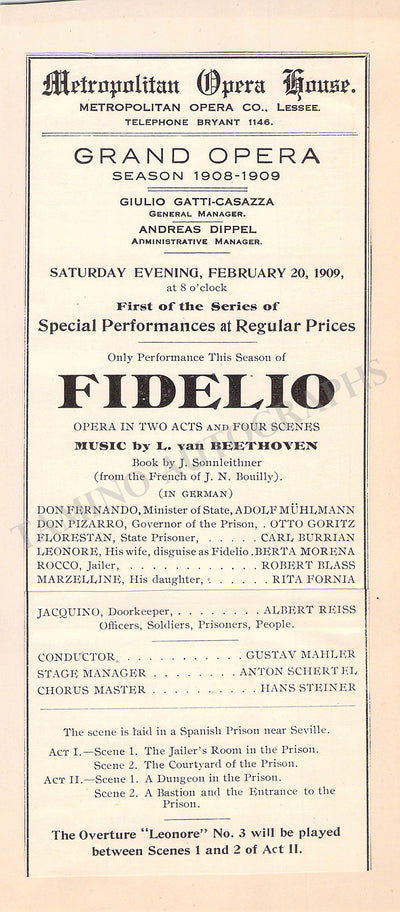 Metropolitan Opera House.
METROPOLITAN OPERA CO., LESSEE.
TELEPHONE BRYANT 1146.
GRAND OPERA
SEASON 1908-1909
GIULIO GATTI-CASAZZA
GENERAL MANAGER.
ANDREAS DIPPEL
ADMINISTRATIVE MANAGER.
SATURDAY EVENING, FEBRUARY 20, 1909,
at 8 o'clock
First of the Series of
Special Performances at Regular Prices
Only Performance This Season of
FIDELIO
OPERA IN TWO ACTS AND FOUR SCENES
MUSIC by L. van BEETHOVEN
Book by J. Sonnleithner
(from the French of J. N. Bouilly).
(IN GERMAN)
DON FERNANDO, Minister of State, ADOLF MÜHLMANN
DON PIZARRO, Governor of the Prison, . OTTO GORITZ
FLORESTAN, State Prisoner, . . . . . CARL BURRIAN
LEONORE, His wife, disguise as Fidelio . BERTA MORENA
ROCCO, Jailer, . . . . . . . . . . . . ROBERT BLASS
MARZELLINE, His daughter, . . . . . . RITA FORNIA
JACQUINO, Doorkeeper, . . . . . . . . ALBERT REISS
Officers, Soldiers, Prisoners, People.
CONDUCTOR . . . . . . . . . . . GUSTAV MAHLER
STAGE MANAGER . . . . . . . . ANTON SCHERTEL
CHORUS MASTER . . . . . . . . . . HANS STEINER
The scene is laid in a Spanish Prison near Seville.
ACT I.—Scene 1. The Jailer's Room in the Prison.
Scene 2. The Courtyard of the Prison.
ACT II.—Scene 1. A Dungeon in the Prison.
Scene 2. A Bastion and the Entrance to the
Prison.
The Overture "Leonore" No. 3 will be played
between Scenes 1 and 2 of Act II.
TAMINO AUTOGRAPHS